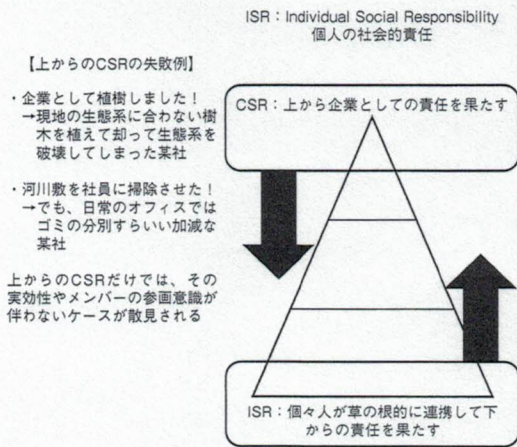 ISR：Individual Social Responsibility
個人の社会的責任
【上からのCSRの失敗例】
・企業として植樹しました！
→現地の生態系に合わない樹
木を植えて却って生態系を
破壊してしまった某社
・河川敷を社員に掃除させた！
→でも、日常のオフィスでは
ゴミの分別すらいい加減な
某社
上からのCSRだけでは、その
実効性やメンバーの参画意識が
伴わないケースが散見される
CSR：上から企業としての責任を果たす
ISR：個々人が草の根的に連携して下
からの責任を果たす